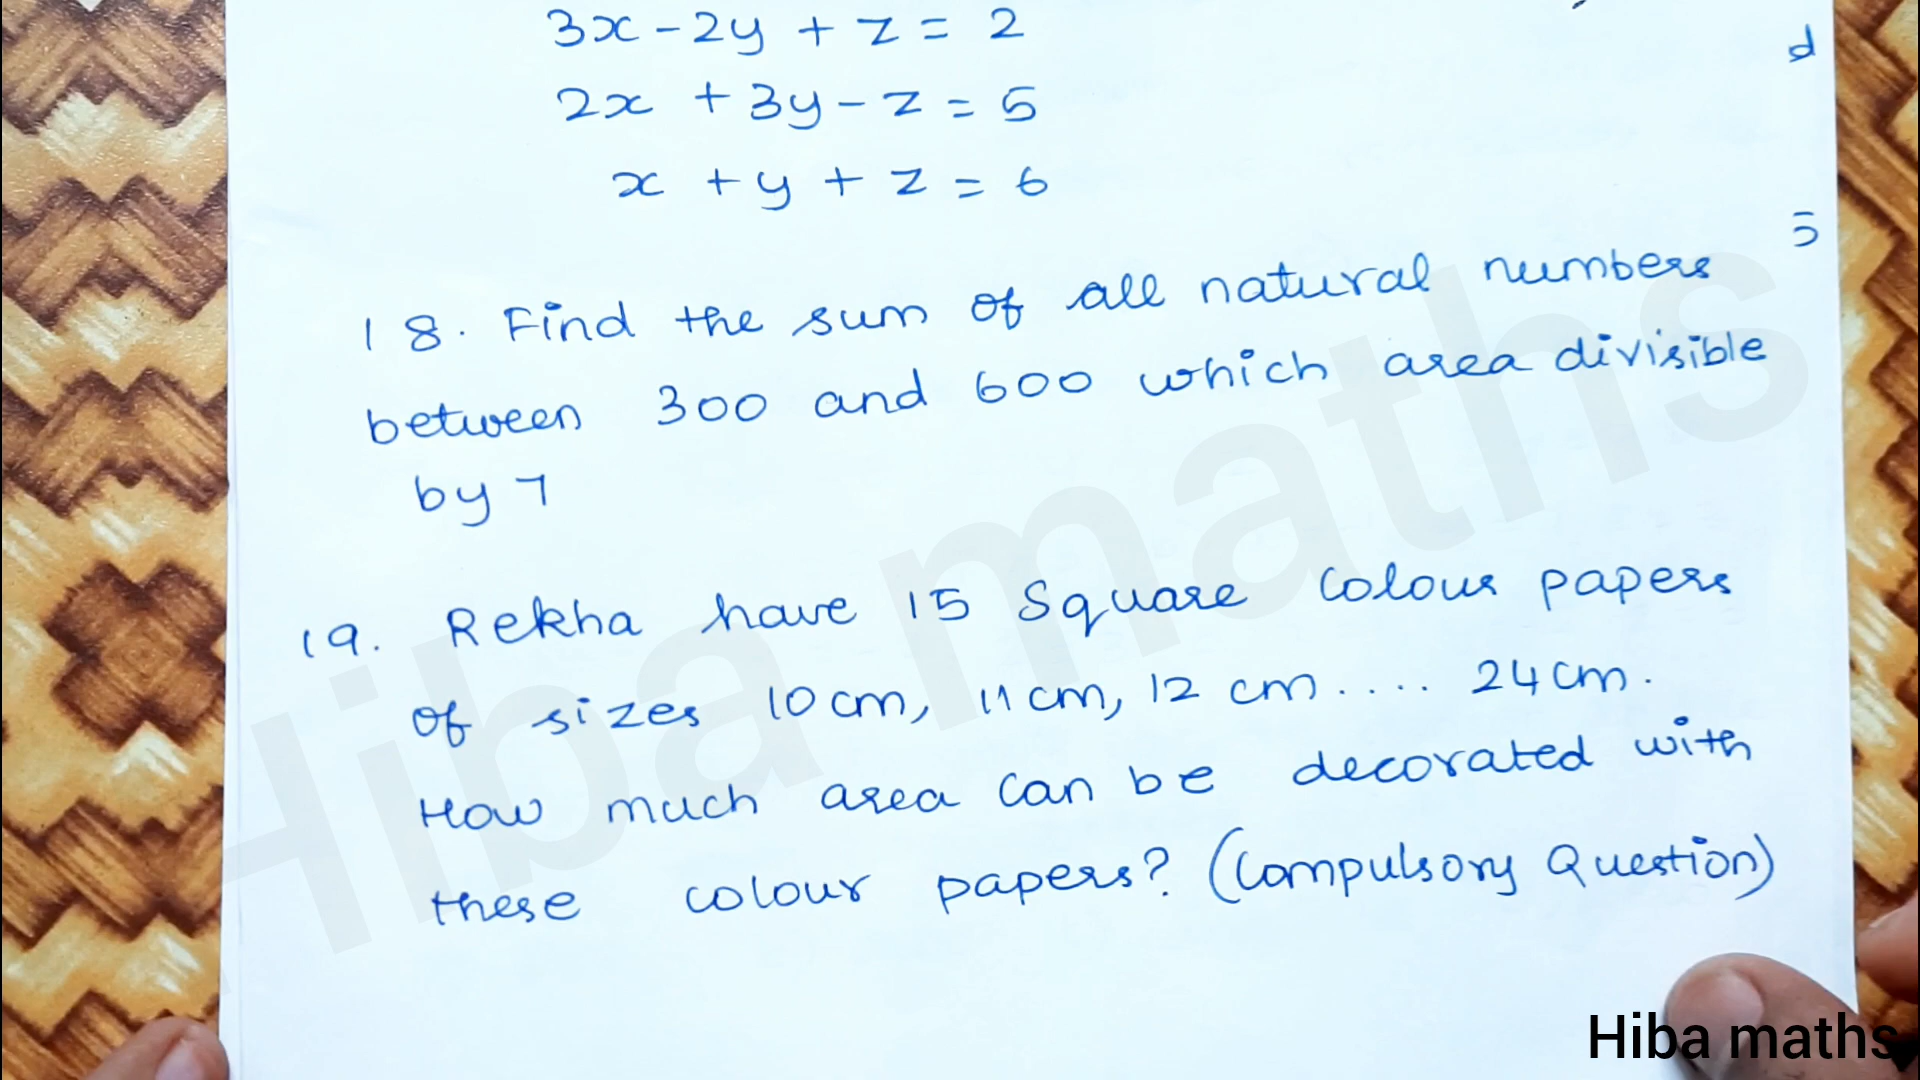 3x - 2y + z = 2
2x + 3y - z = 5
x + y + z = 6
18. Find the sum of all natural numbers
between 300 and 600 which area divisible
by 7
19. Rekha have 15 Square Colour papers
of sizes 10 cm, 11 cm, 12 cm.... 24 cm.
How much area can be decorated with
these colour papers? (Compulsory Question)
Hiba maths
Hiba maths